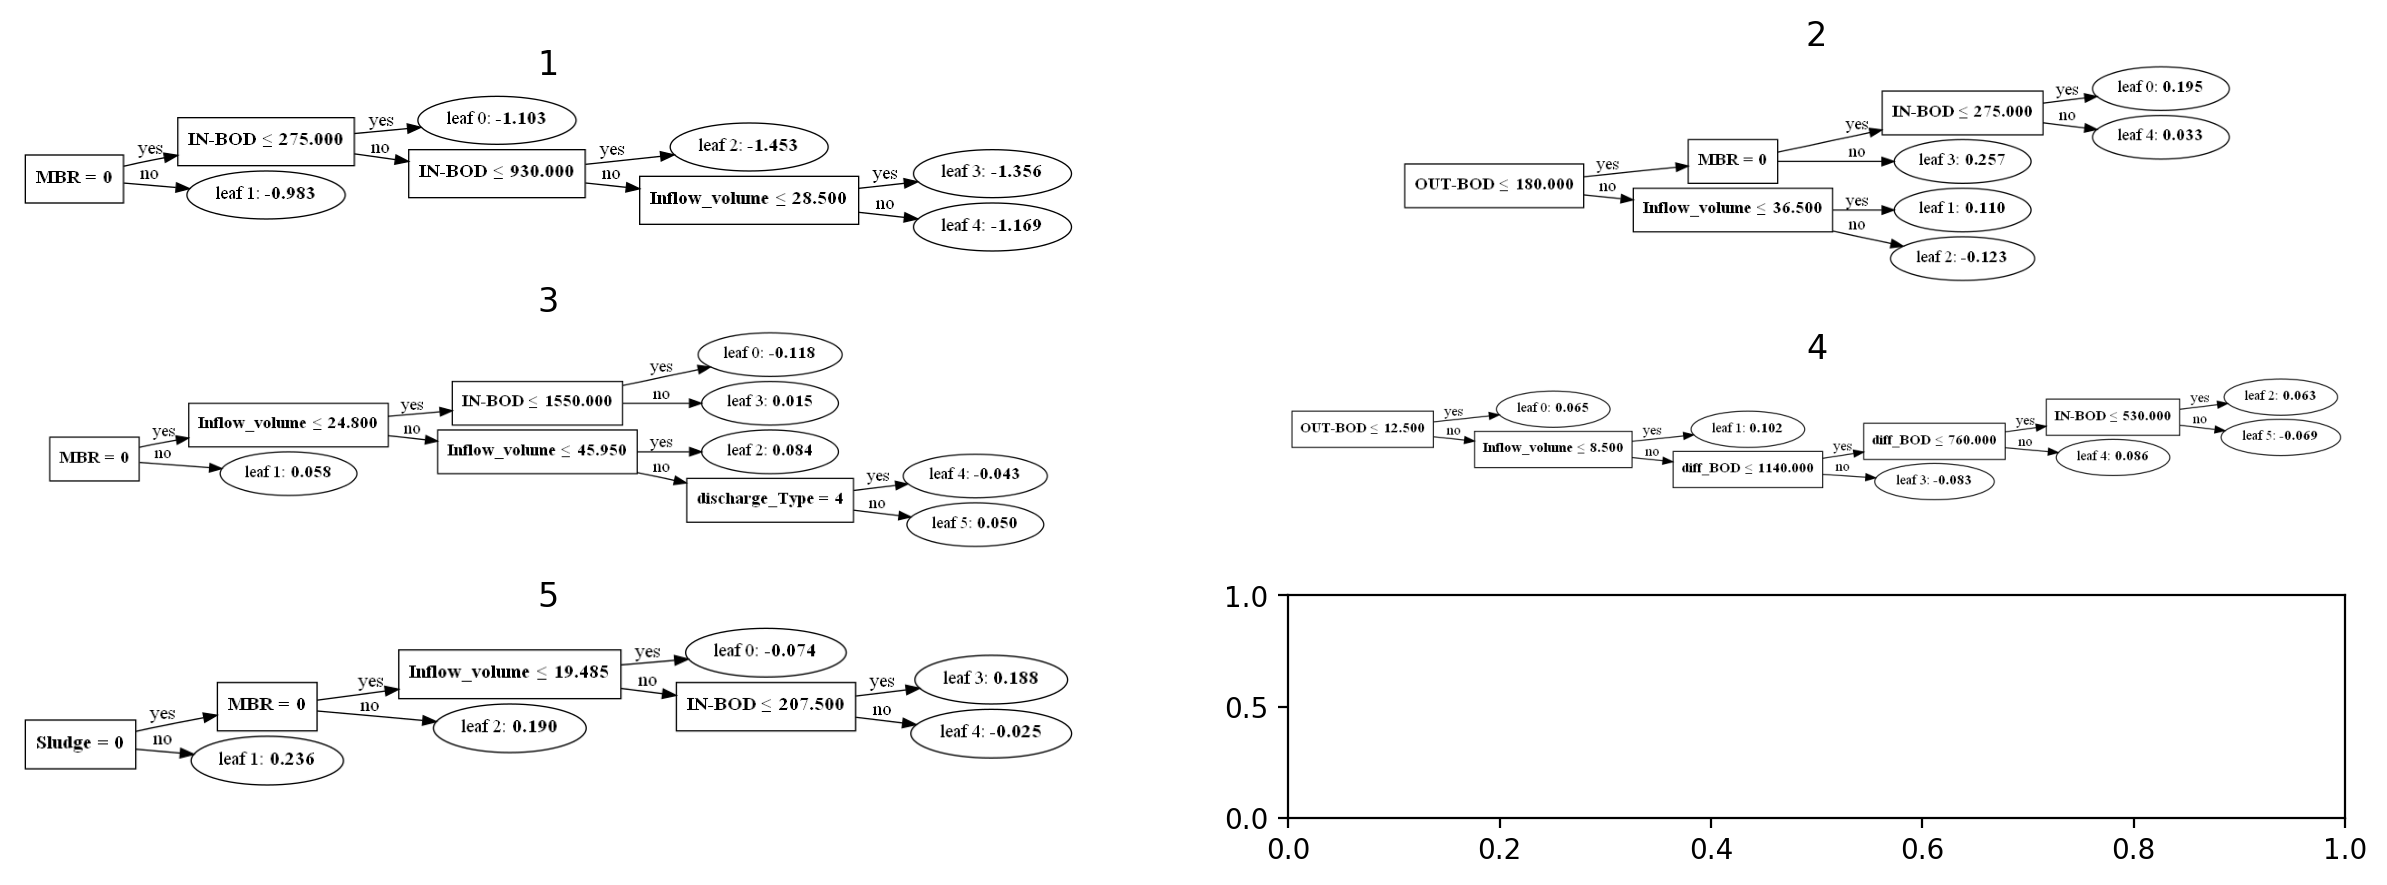 1
MBR = 0
yes
no
IN-BOD ≤ 275.000
leaf 1: -0.983
yes
no
leaf 0: -1.103
IN-BOD ≤ 930.000
yes
no
leaf 2: -1.453
Inflow_volume ≤ 28.500
yes
no
leaf 3: -1.356
leaf 4: -1.169
2
OUT-BOD ≤ 180.000
yes
no
MBR = 0
Inflow_volume ≤ 36.500
yes
no
yes
no
IN-BOD ≤ 275.000
leaf 3: 0.257
leaf 1: 0.110
leaf 2: -0.123
yes
no
leaf 0: 0.195
leaf 4: 0.033
3
MBR = 0
yes
no
Inflow_volume ≤ 24.800
leaf 1: 0.058
yes
no
IN-BOD ≤ 1550.000
Inflow_volume ≤ 45.950
yes
no
yes
no
leaf 0: -0.118
leaf 3: 0.015
leaf 2: 0.084
discharge_Type = 4
yes
no
leaf 4: -0.043
leaf 5: 0.050
4
OUT-BOD ≤ 12.500
yes
no
leaf 0: 0.065
Inflow_volume ≤ 8.500
yes
no
leaf 1: 0.102
diff_BOD ≤ 1140.000
yes
no
diff_BOD ≤ 760.000
leaf 3: -0.083
yes
no
IN-BOD ≤ 530.000
leaf 4: 0.086
yes
no
leaf 2: 0.063
leaf 5: -0.069
5
Sludge = 0
yes
no
MBR = 0
leaf 1: 0.236
yes
no
Inflow_volume ≤ 19.485
leaf 2: 0.190
yes
no
leaf 0: -0.074
IN-BOD ≤ 207.500
yes
no
leaf 3: 0.188
leaf 4: -0.025
1.0
0.5
0.0
0.0 0.2 0.4 0.6 0.8 1.0